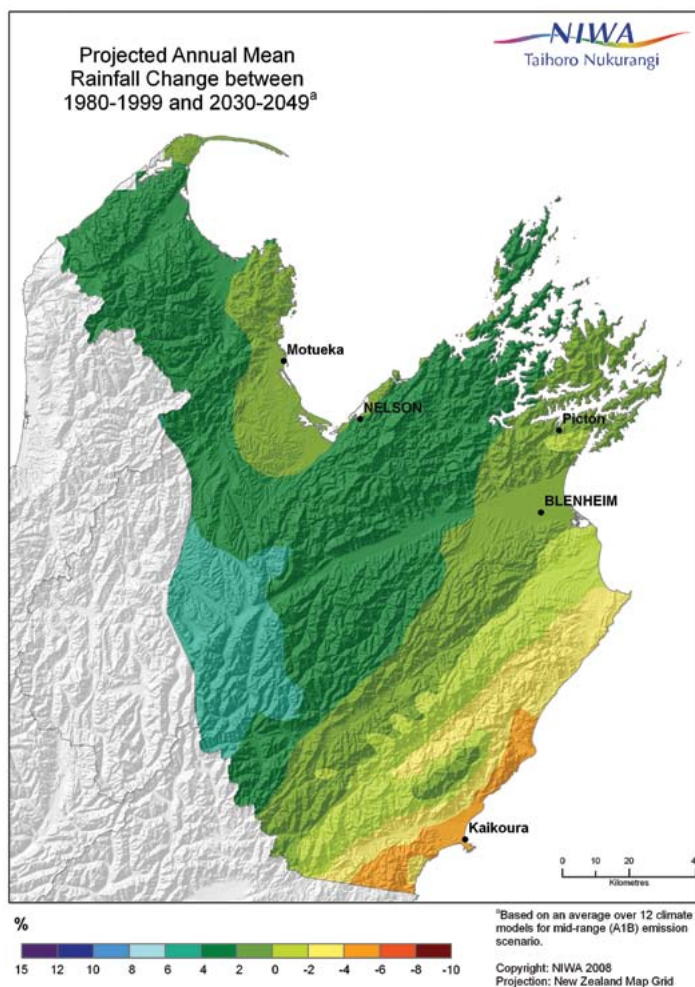 NIWA
Taihoro Nukurangi
Projected Annual Mean
Rainfall Change between
1980-1999 and 2030-2049ª
Motueka
NELSON
Picton
BLENHEIM
Kaikoura
0 10 20 40
Kilometres
%
15 12 10 8 6 4 2 0 -2 -4 -6 -8 -10
ªBased on an average over 12 climate
models for mid-range (A1B) emission
scenario.
Copyright: NIWA 2008
Projection: New Zealand Map Grid